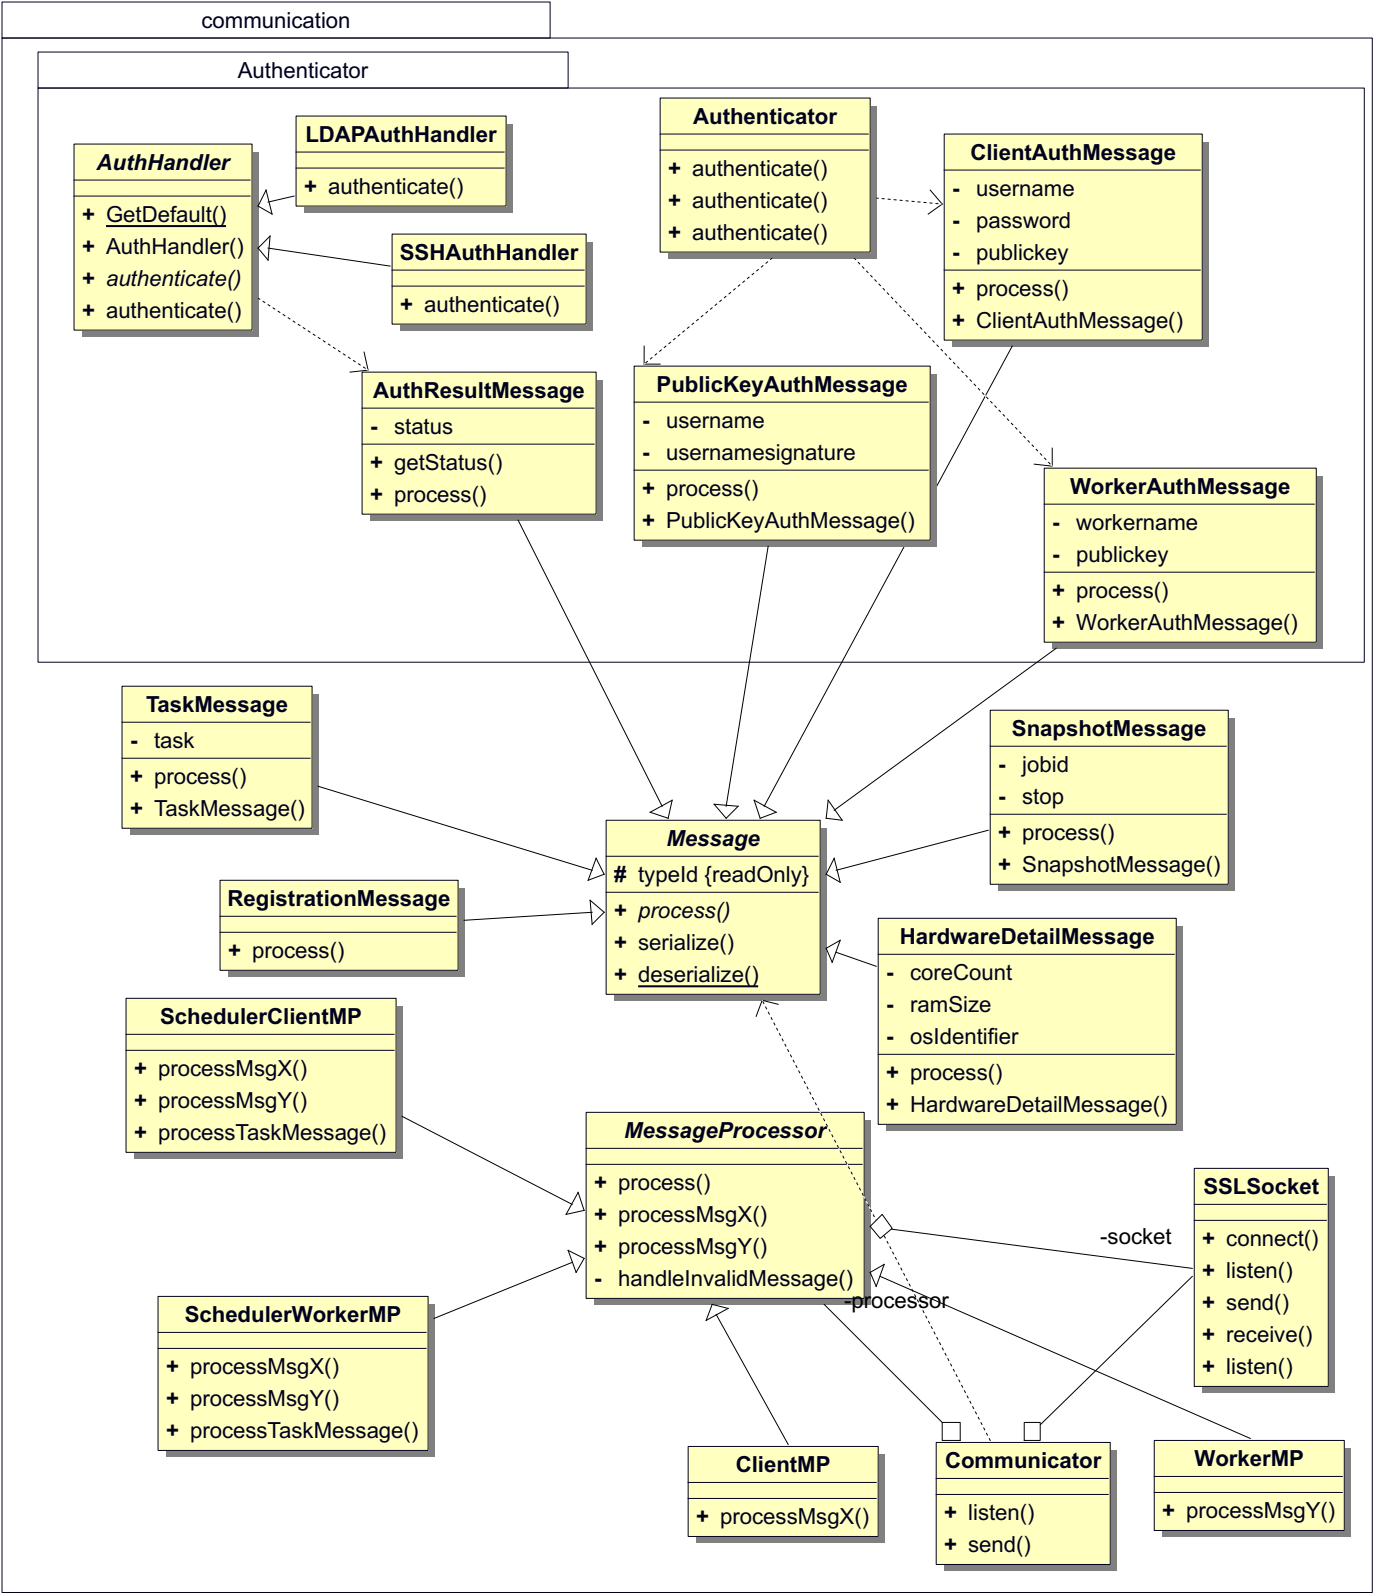 communication
Authenticator
AuthHandler
+ GetDefault()
+ AuthHandler()
+ authenticate()
+ authenticate()
LDAPAuthHandler
+ authenticate()
SSHAuthHandler
+ authenticate()
Authenticator
+ authenticate()
+ authenticate()
+ authenticate()
ClientAuthMessage
- username
- password
- publickey
+ process()
+ ClientAuthMessage()
AuthResultMessage
- status
+ getStatus()
+ process()
PublicKeyAuthMessage
- username
- usernamesignature
+ process()
+ PublicKeyAuthMessage()
WorkerAuthMessage
- workername
- publickey
+ process()
+ WorkerAuthMessage()
TaskMessage
- task
+ process()
+ TaskMessage()
SnapshotMessage
- jobid
- stop
+ process()
+ SnapshotMessage()
Message
# typeId {readOnly}
+ process()
+ serialize()
+ deserialize()
RegistrationMessage
+ process()
HardwareDetailMessage
- coreCount
- ramSize
- osIdentifier
+ process()
+ HardwareDetailMessage()
SchedulerClientMP
+ processMsgX()
+ processMsgY()
+ processTaskMessage()
MessageProcessor
+ process()
+ processMsgX()
+ processMsgY()
- handleInvalidMessage()
SSLSocket
+ connect()
+ listen()
+ send()
+ receive()
+ listen()
-socket
-processor
SchedulerWorkerMP
+ processMsgX()
+ processMsgY()
+ processTaskMessage()
ClientMP
+ processMsgX()
Communicator
+ listen()
+ send()
WorkerMP
+ processMsgY()